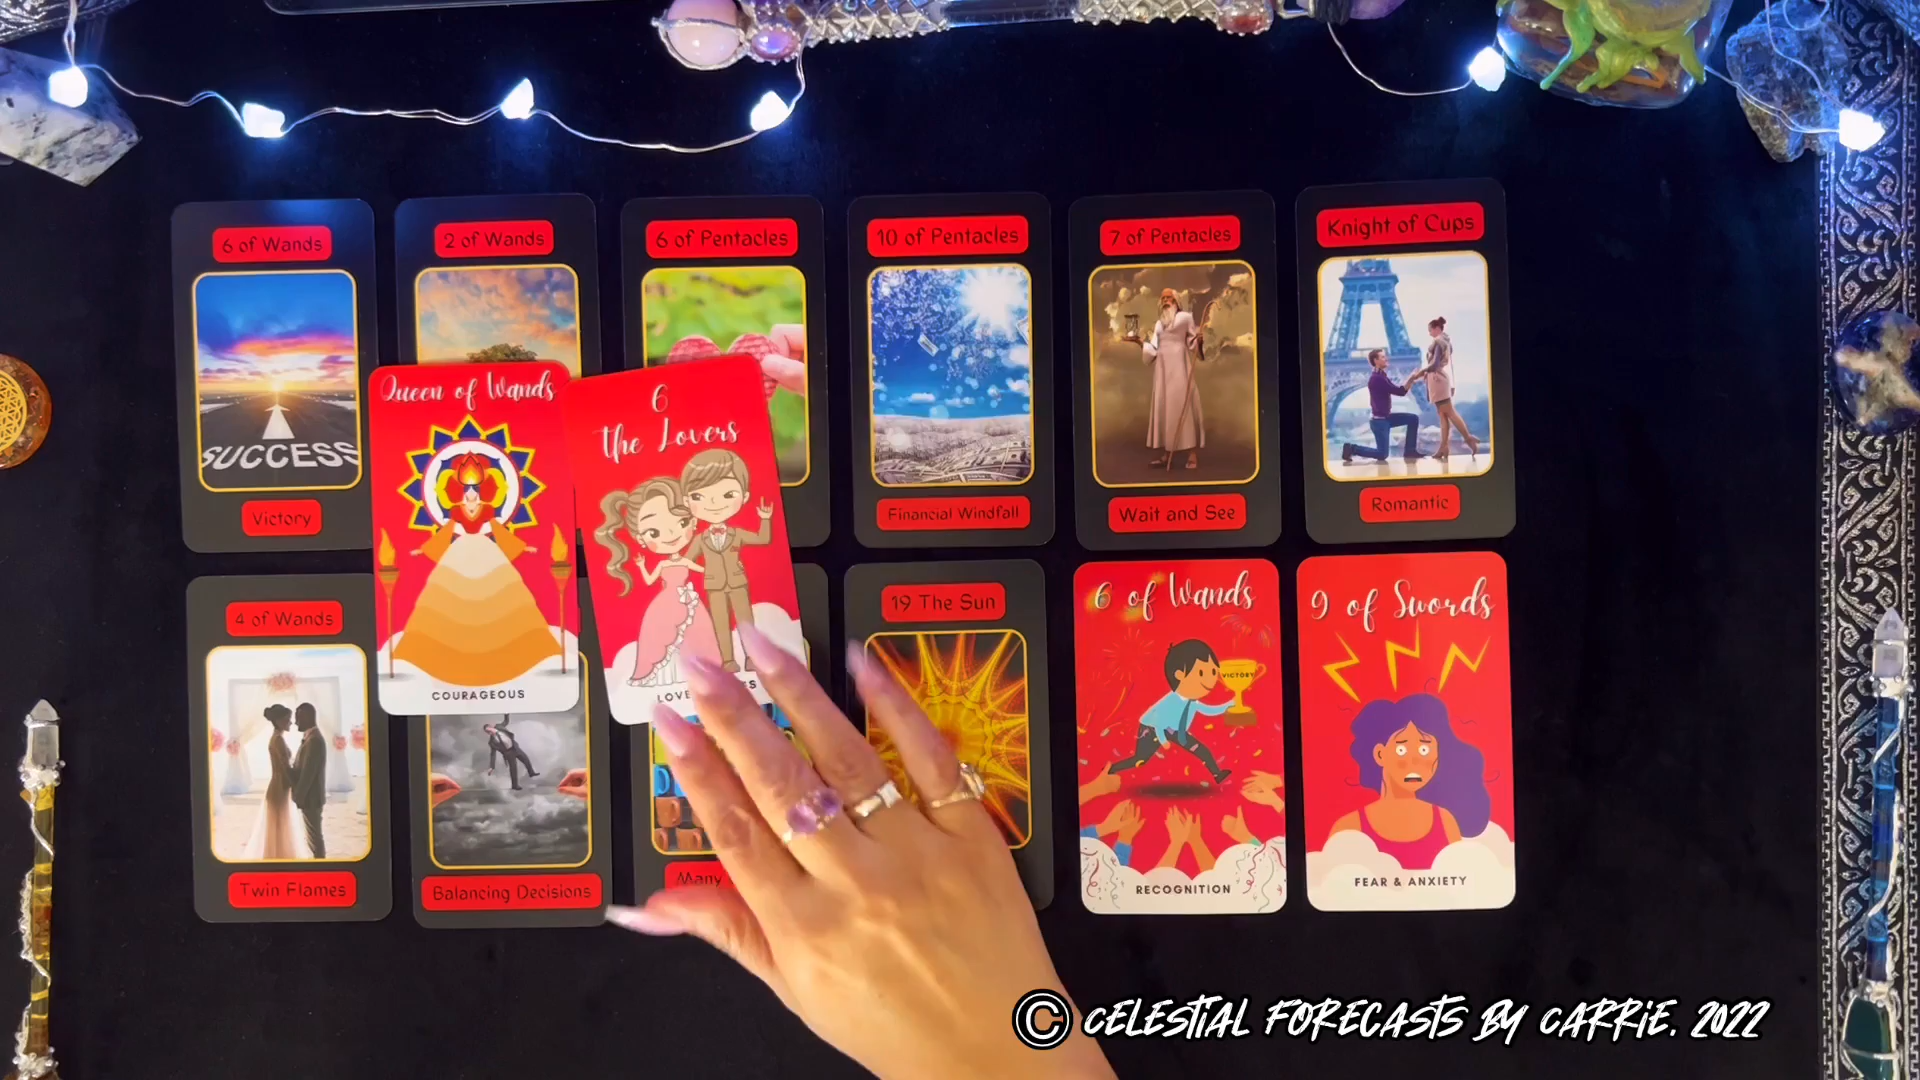 6 of Wands
SUCCESS
Victory
2 of Wands
6 of Pentacles
10 of Pentacles
Financial Windfall
7 of Pentacles
Wait and See
Knight of Cups
Romantic
Queen of Wands
COURAGEOUS
6
the Lovers
4 of Wands
Twin Flames
Balancing Decisions
Many
19 The Sun
6 of Wands
VICTORY
RECOGNITION
9 of Swords
FEAR & ANXIETY
© CELESTIAL FORECASTS BY CARRIE. 2022